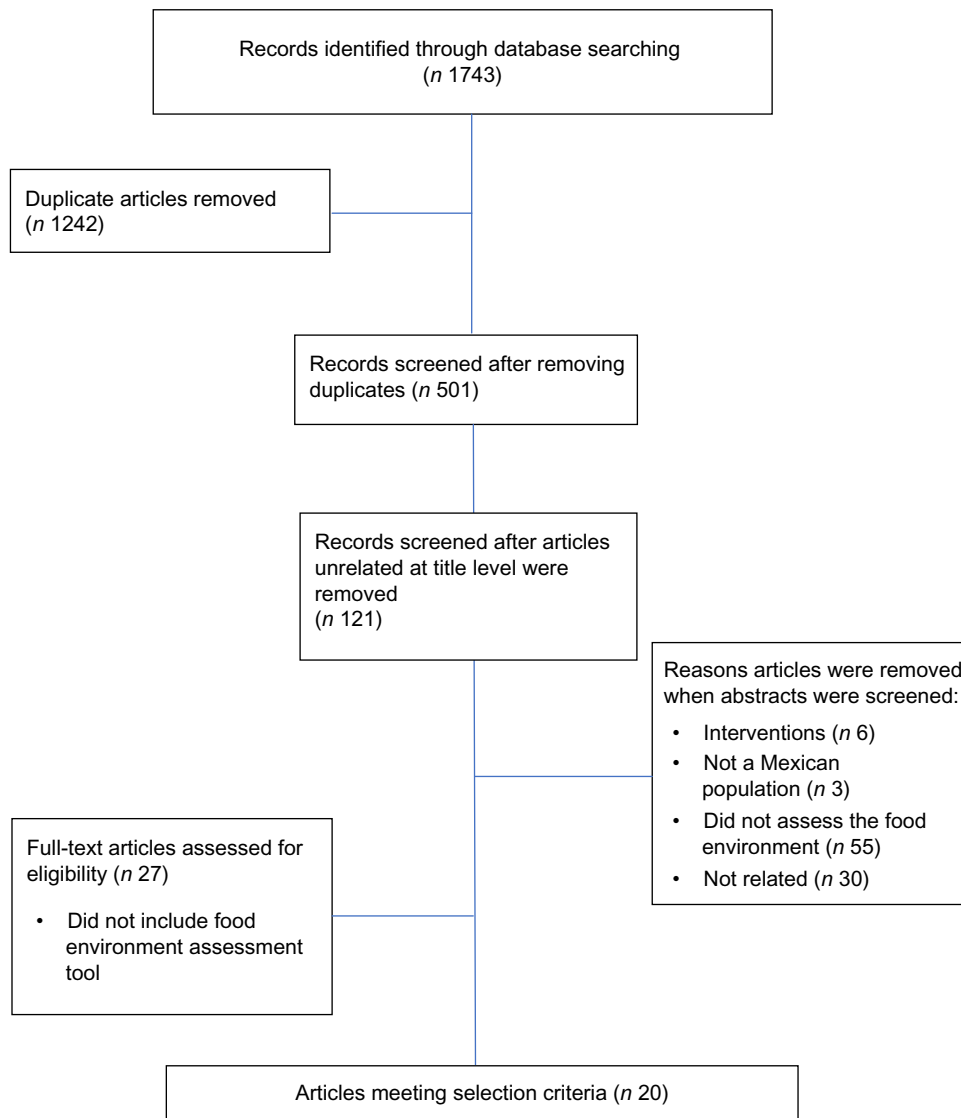 Records identified through database searching
(n 1743)
Duplicate articles removed
(n 1242)
Records screened after removing
duplicates (n 501)
Records screened after articles
unrelated at title level were
removed
(n 121)
Reasons articles were removed
when abstracts were screened:
• Interventions (n 6)
• Not a Mexican
population (n 3)
• Did not assess the food
environment (n 55)
• Not related (n 30)
Full-text articles assessed for
eligibility (n 27)
• Did not include food
environment assessment
tool
Articles meeting selection criteria (n 20)